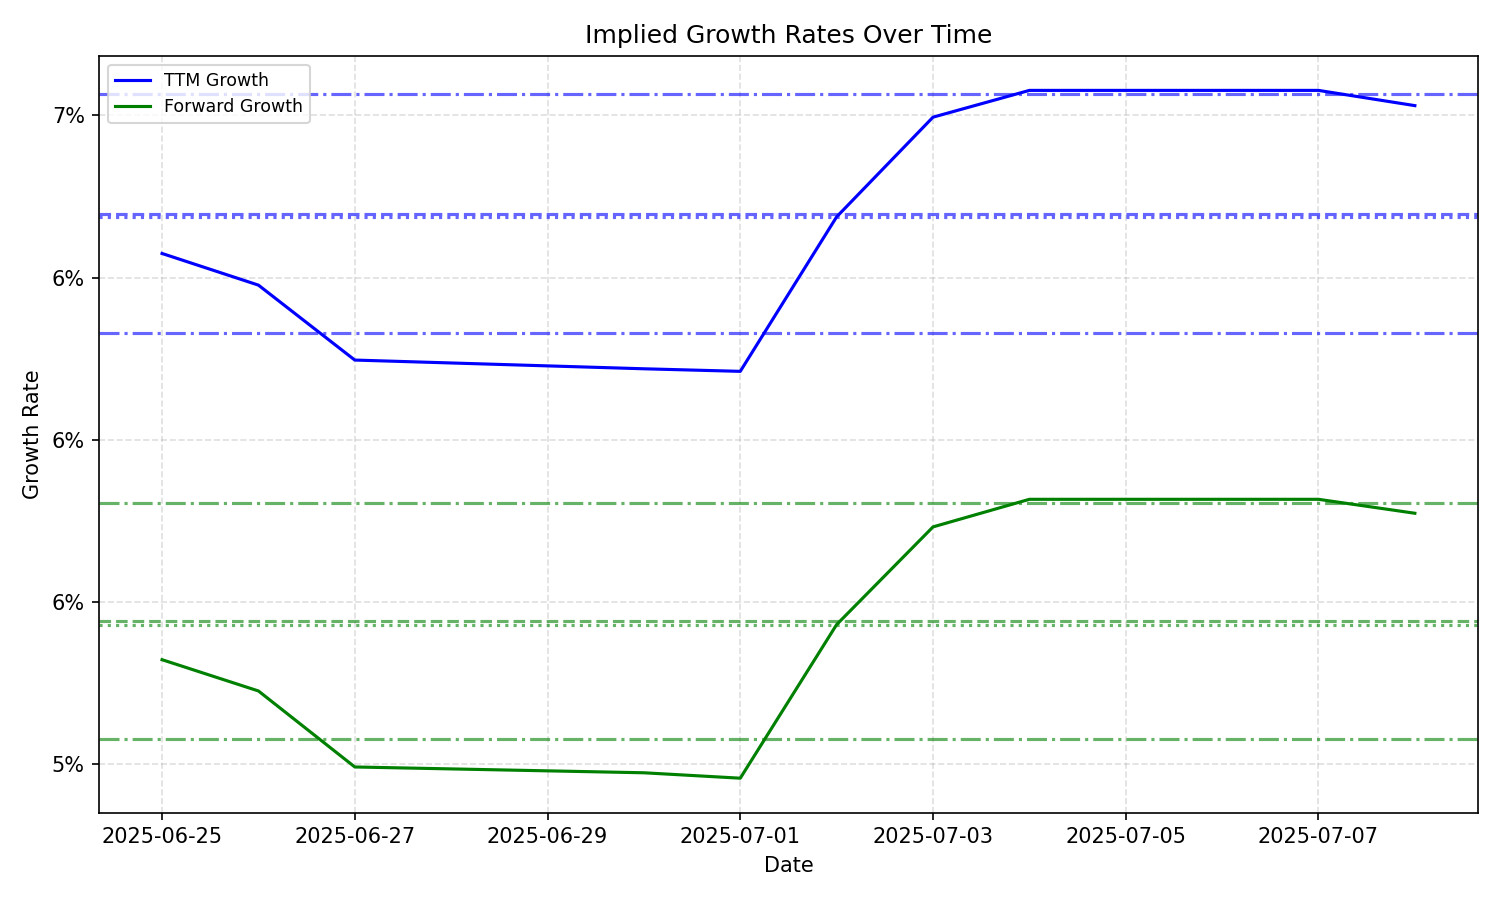 Implied Growth Rates Over Time
TTM Growth
Forward Growth
7%
6%
6%
6%
5%
Growth Rate
2025-06-25
2025-06-27
2025-06-29
2025-07-01
2025-07-03
2025-07-05
2025-07-07
Date